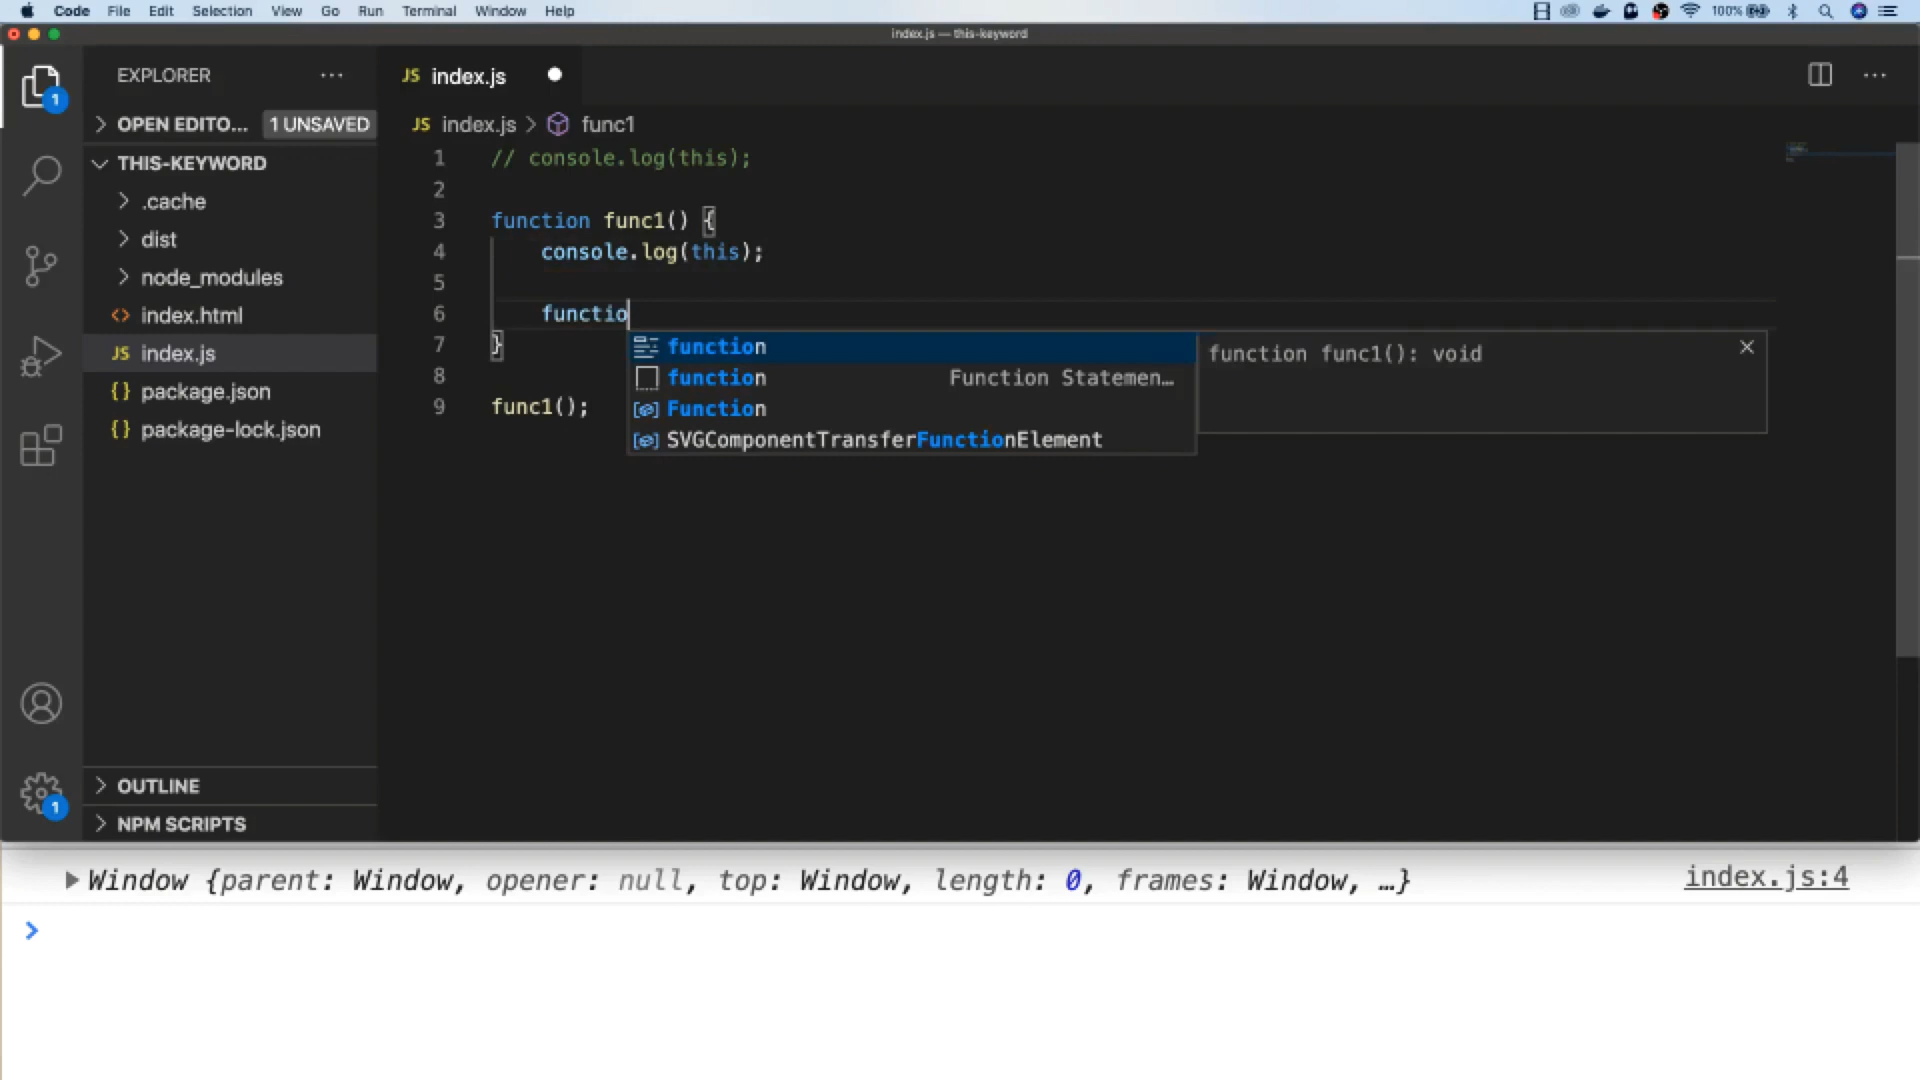 Code File Edit Selection View Go Run Terminal Window Help 100%
index.js — this-keyword
EXPLORER ···
JS index.js
OPEN EDITO... 1 UNSAVED
JS index.js > func1
THIS-KEYWORD
.cache
dist
node_modules
index.html
JS index.js
{} package.json
{} package-lock.json
OUTLINE
NPM SCRIPTS
1
1
1 // console.log(this);
2
3 function func1() {
4 console.log(this);
5
6 functio
7 }
8
9 func1();
function
function Function Statemen...
Function
SVGComponentTransferFunctionElement
function func1(): void
Window {parent: Window, opener: null, top: Window, length: 0, frames: Window, …} index.js:4
>